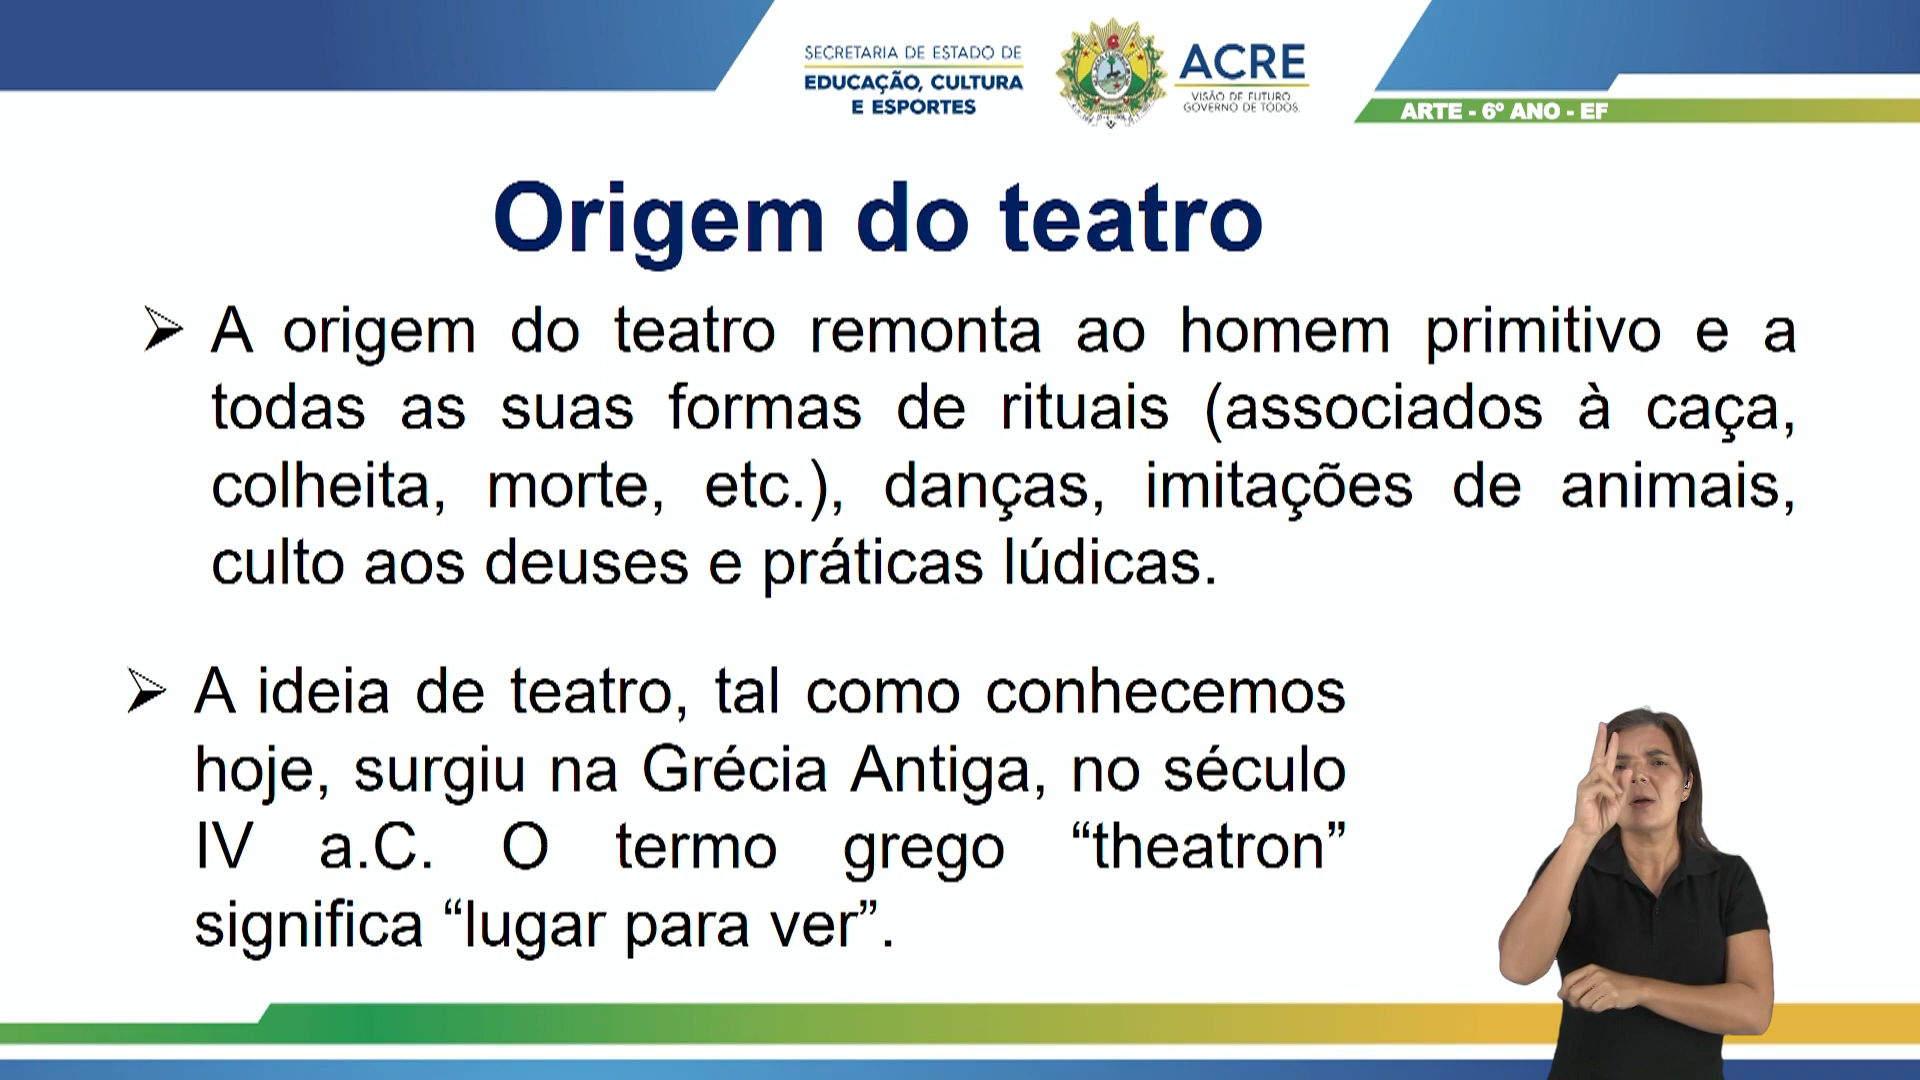 SECRETARIA DE ESTADO DE
EDUCAÇÃO, CULTURA
E ESPORTES
ACRE
VISÃO DE FUTURO
GOVERNO DE TODOS.
ARTE - 6º ANO - EF
Origem do teatro
➢ A origem do teatro remonta ao homem primitivo e a
todas as suas formas de rituais (associados à caça,
colheita, morte, etc.), danças, imitações de animais,
culto aos deuses e práticas lúdicas.
➢ A ideia de teatro, tal como conhecemos
hoje, surgiu na Grécia Antiga, no século
IV a.C. O termo grego “theatron”
significa “lugar para ver”.